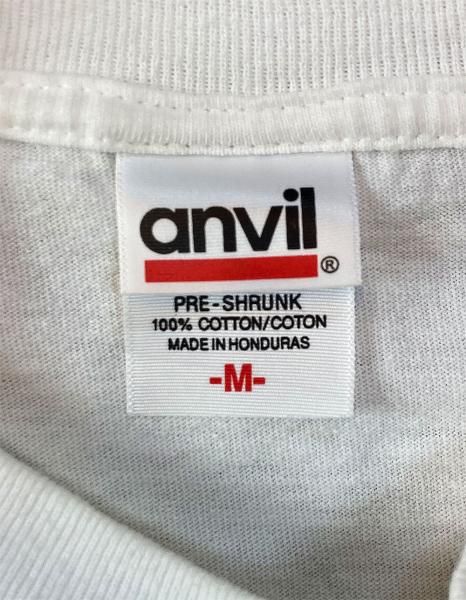 anvil®
PRE-SHRUNK
100% COTTON/COTON
MADE IN HONDURAS
-M-